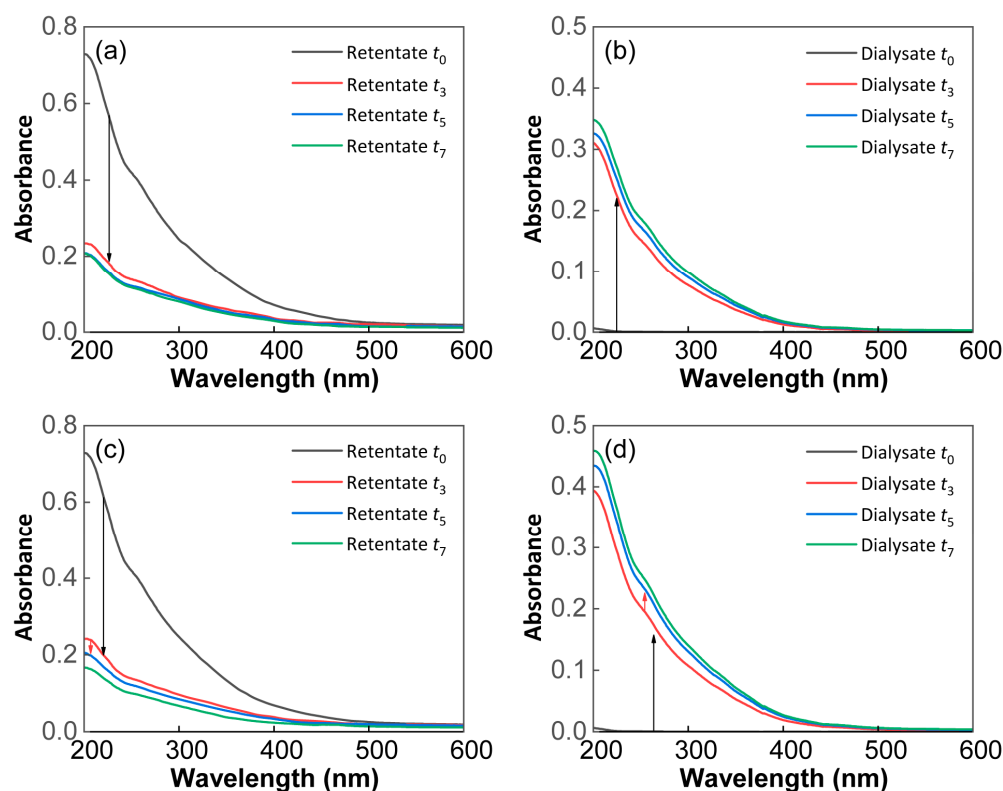 (a)
Retentate t0
Retentate t3
Retentate t5
Retentate t7
0.8
0.6
0.4
0.2
0.0
Absorbance
200 300 400 500 600
Wavelength (nm)
(b)
Dialysate t0
Dialysate t3
Dialysate t5
Dialysate t7
0.5
0.4
0.3
0.2
0.1
0.0
Absorbance
200 300 400 500 600
Wavelength (nm)
(c)
Retentate t0
Retentate t3
Retentate t5
Retentate t7
0.8
0.6
0.4
0.2
0.0
Absorbance
200 300 400 500 600
Wavelength (nm)
(d)
Dialysate t0
Dialysate t3
Dialysate t5
Dialysate t7
0.5
0.4
0.3
0.2
0.1
0.0
Absorbance
200 300 400 500 600
Wavelength (nm)